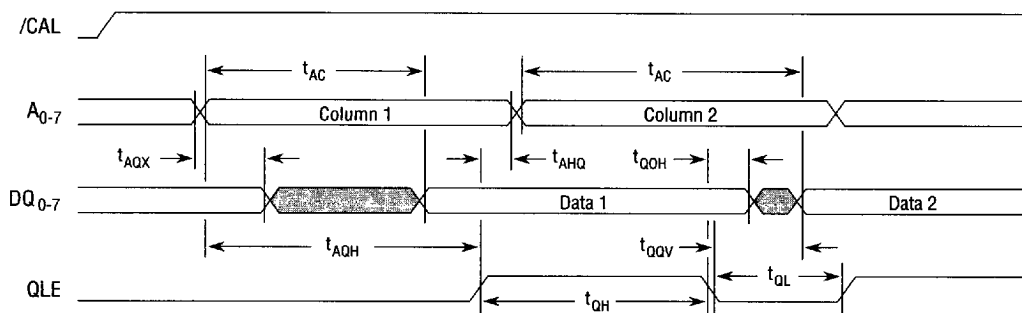 /CAL
tAC tAC
A0-7 Column 1 Column 2
tAQX tAHQ tQOH
DQ0-7 Data 1 Data 2
tAQH tQQV
tQL
QLE tQH